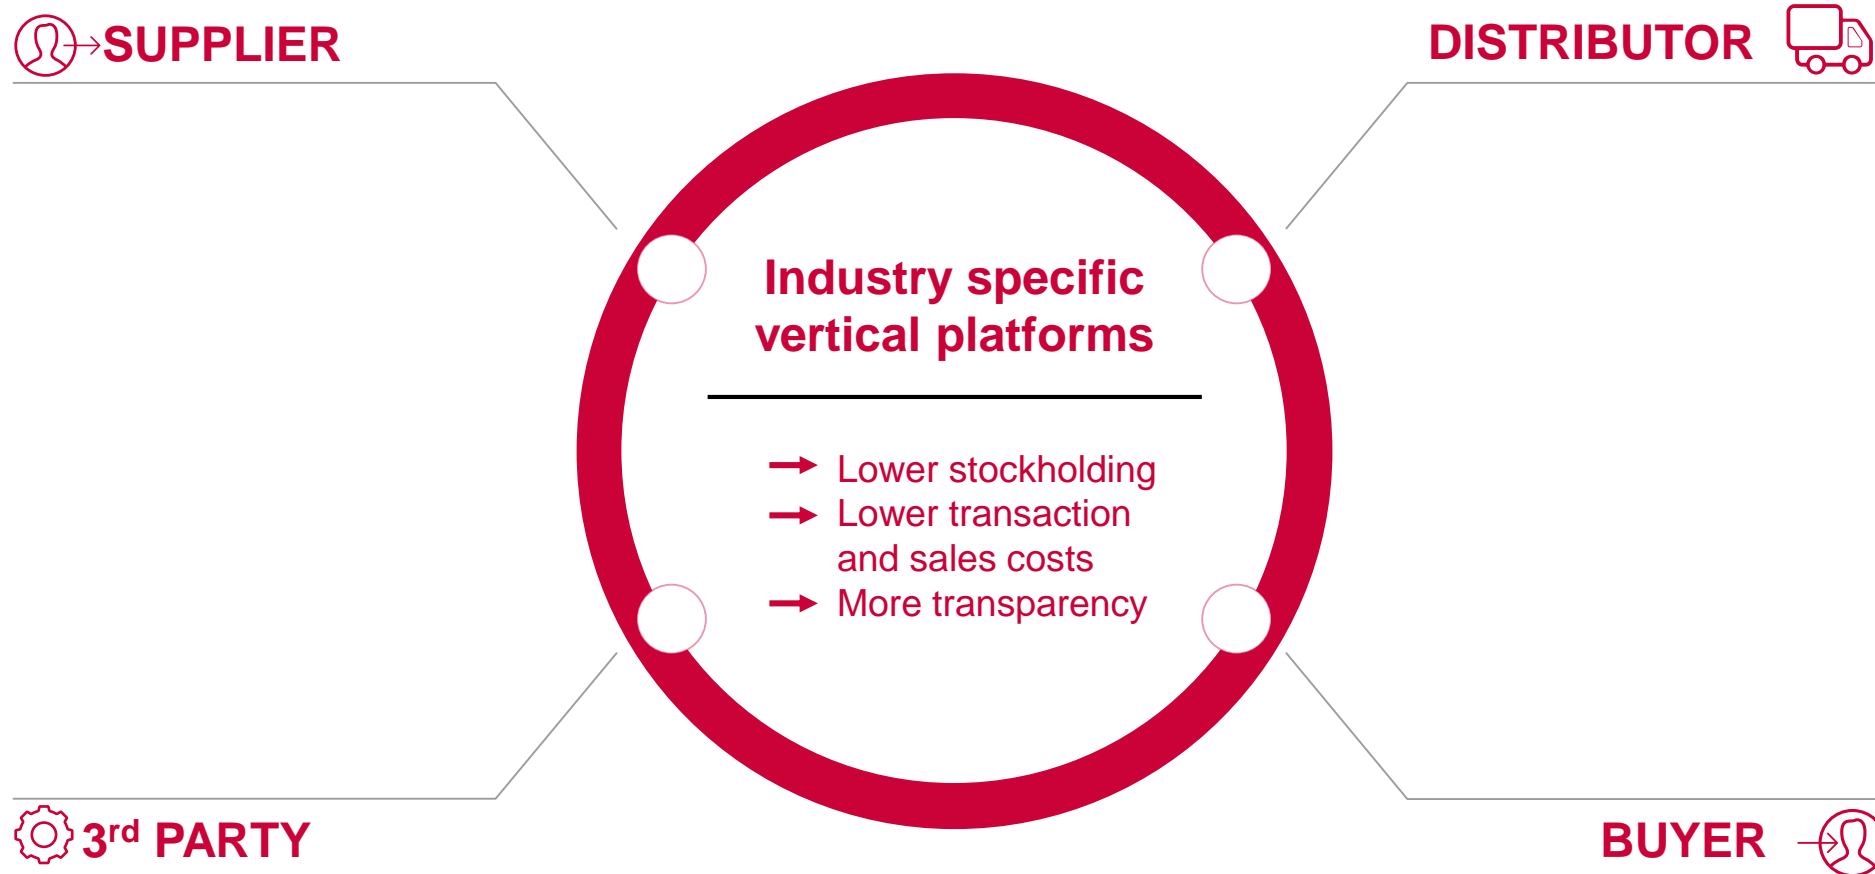 SUPPLIER
DISTRIBUTOR
Industry specific
vertical platforms
Lower stockholding
Lower transaction
and sales costs
More transparency
3rd PARTY
BUYER